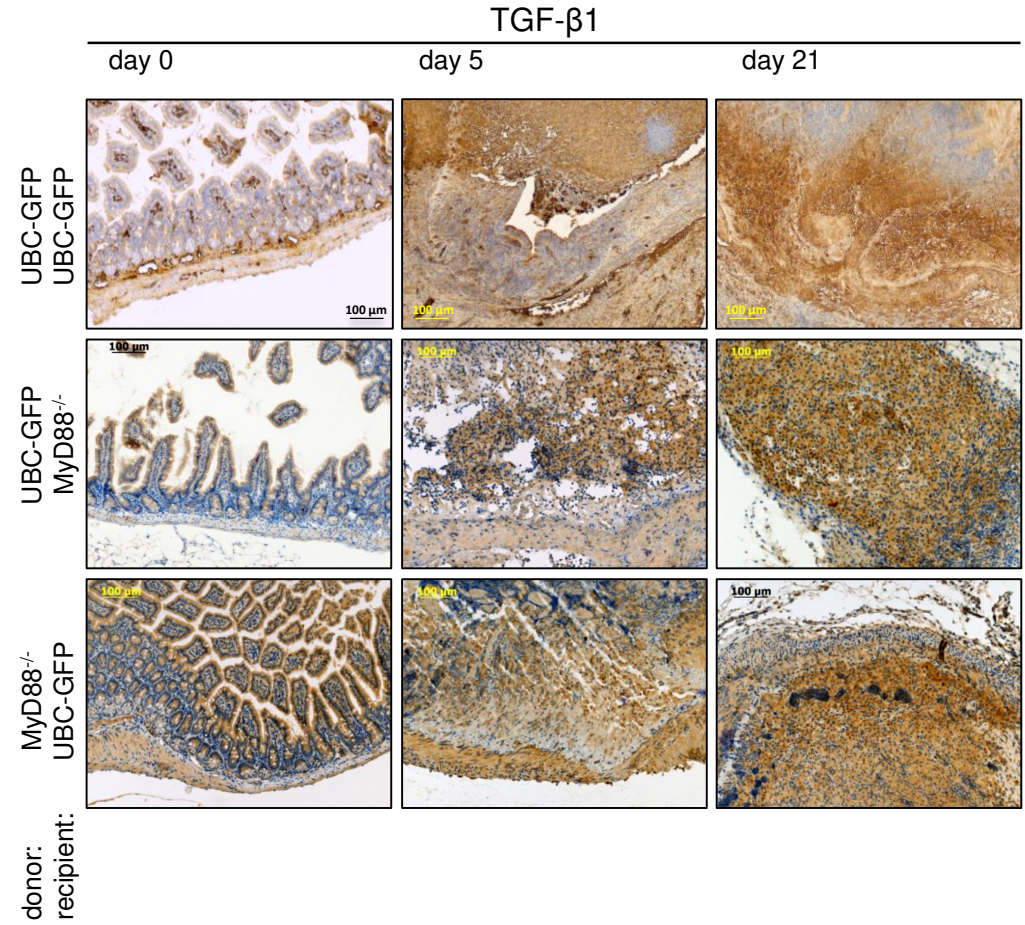 TGF-β1
day 0
day 5
day 21
UBC-GFP
UBC-GFP
100 µm
100 µm
100 µm
UBC-GFP
MyD88-/-
100 µm
100 µm
100 µm
MyD88-/-
UBC-GFP
100 µm
100 µm
100 µm
donor:
recipient: